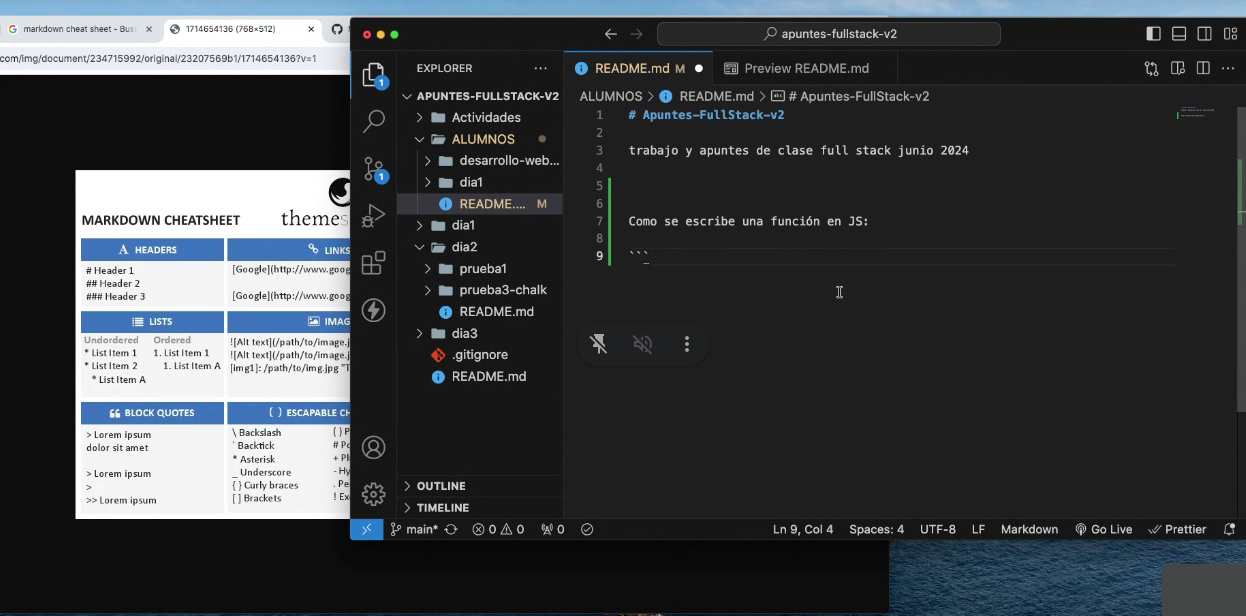 markdown cheat sheet - Bus
1714654136 (768×512)
com/img/document/234715992/original/23207569b1/1714654136?v=1
MARKDOWN CHEATSHEET
themes
HEADERS
# Header 1
## Header 2
### Header 3
LINKS
[Google](http://www.goog
[Google](http://www.goog
LISTS
Undordered Ordered
* List Item 1 1. List Item 1
* List Item 2 1. List Item A
* List Item A
IMAG
![Alt text](/path/to/image.j
![Alt text](/path/to/image.j
[img1]: /path/to/img.jpg "T
BLOCK QUOTES
> Lorem ipsum
dolor sit amet
> Lorem ipsum
>
>> Lorem ipsum
( ) ESCAPABLE CH
\ Backslash ( ) P
` Backtick # Po
* Asterisk + Pl
_ Underscore - Hy
{ } Curly braces . Pe
[ ] Brackets ! Ex
apuntes-fullstack-v2
EXPLORER ...
APUNTES-FULLSTACK-V2
Actividades
ALUMNOS
desarrollo-web...
dia1
README.... M
dia1
dia2
prueba1
prueba3-chalk
README.md
dia3
.gitignore
README.md
OUTLINE
TIMELINE
README.md M
Preview README.md
ALUMNOS > README.md > # Apuntes-FullStack-v2
1 # Apuntes-FullStack-v2
2
3 trabajo y apuntes de clase full stack junio 2024
4
5
6
7 Como se escribe una función en JS:
8
9 ```_
1
1
main* 0 0 0
Ln 9, Col 4 Spaces: 4 UTF-8 LF Markdown Go Live Prettier